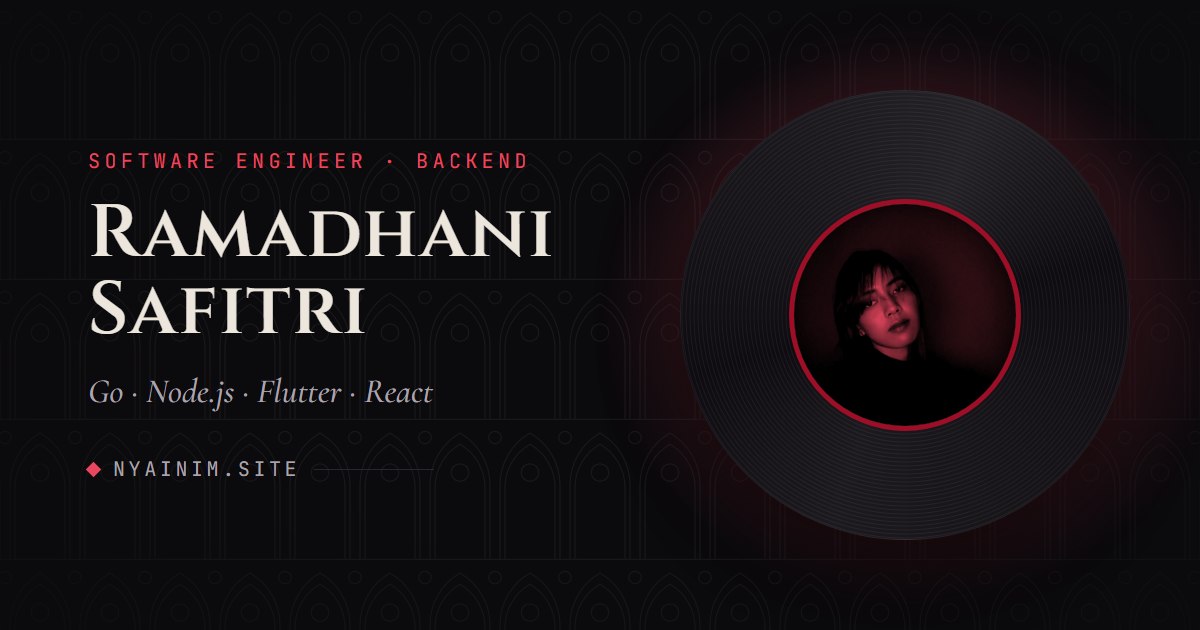 SOFTWARE ENGINEER · BACKEND
RAMADHANI
SAFITRI
Go · Node.js · Flutter · React
NYAINIM.SITE